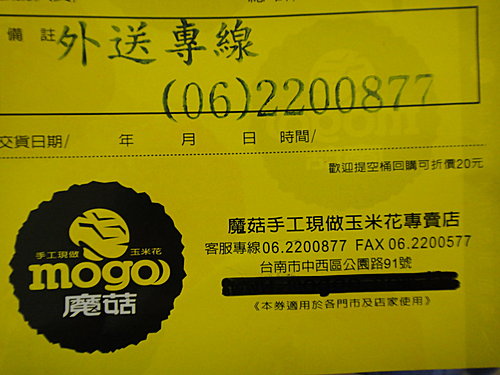 備註 外送專線
(06)2200877
交貨日期/ 年 月 日 時間/
歡迎提空桶回購可折價20元
手工現做 玉米花
mogoo
魔菇
魔菇手工現做玉米花專賣店
客服專線06.2200877 FAX 06.2200577
台南市中西區公園路91號
《本券適用於各門市及店家使用》